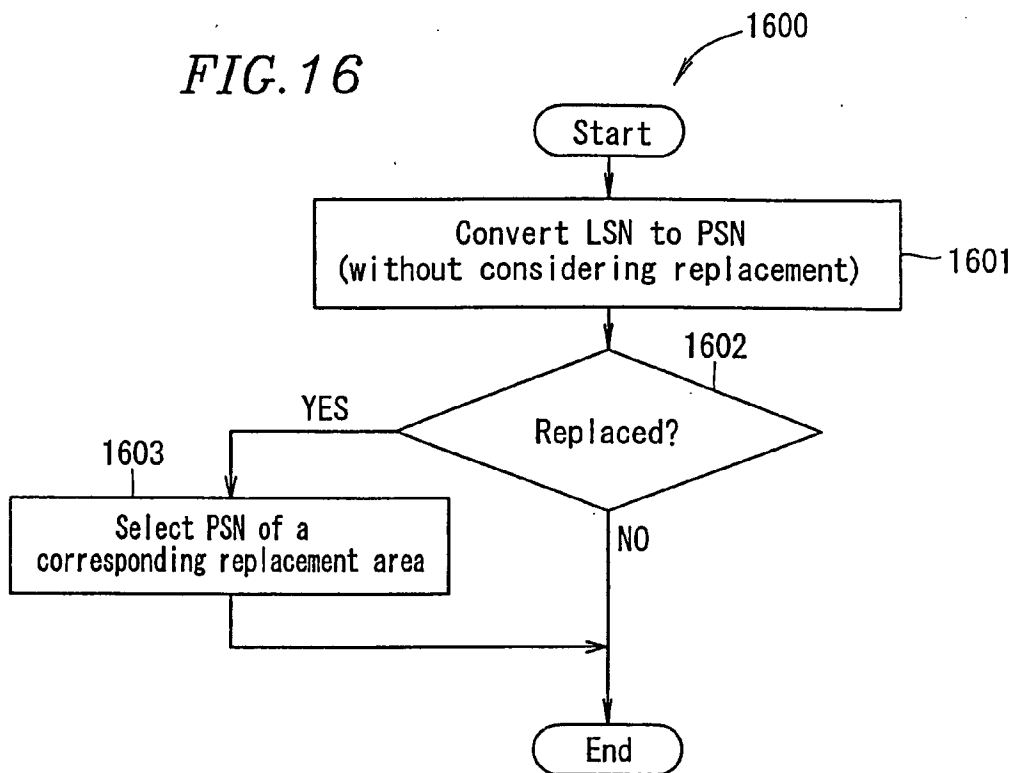 FIG.16
1600
Start
Convert LSN to PSN
(without considering replacement)
1601
1602
Replaced?
YES
1603
Select PSN of a
corresponding replacement area
NO
End